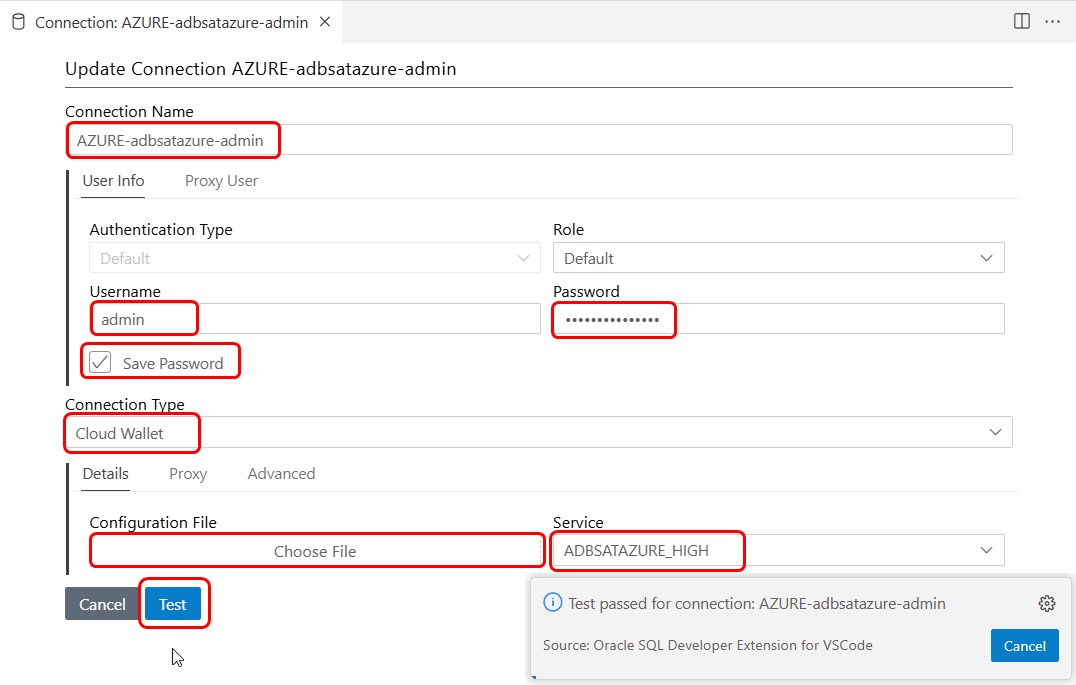 Connection: AZURE-adbsatazure-admin
Update Connection AZURE-adbsatazure-admin
Connection Name
AZURE-adbsatazure-admin
User Info Proxy User
Authentication Type Role
Default Default
Username Password
admin •••••••••••••••
Save Password
Connection Type
Cloud Wallet
Details Proxy Advanced
Configuration File Service
Choose File ADBSATAZURE_HIGH
Cancel Test
Test passed for connection: AZURE-adbsatazure-admin
Source: Oracle SQL Developer Extension for VSCode
Cancel